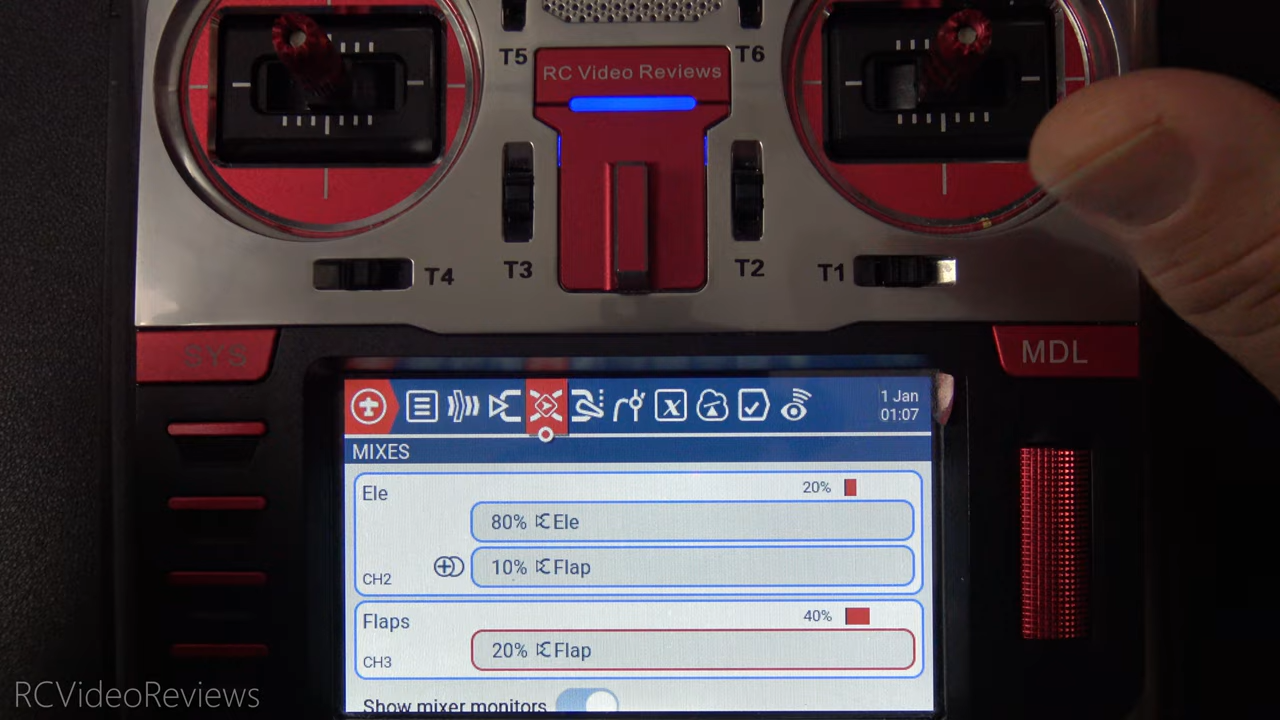 T5
T6
RC Video Reviews
T3
T2
T4
T1
SYS
MDL
1 Jan
01:07
MIXES
Ele
20%
80% Ele
10% Flap
CH2
Flaps
40%
20% Flap
CH3
Show mixer monitors
RCVideoReviews